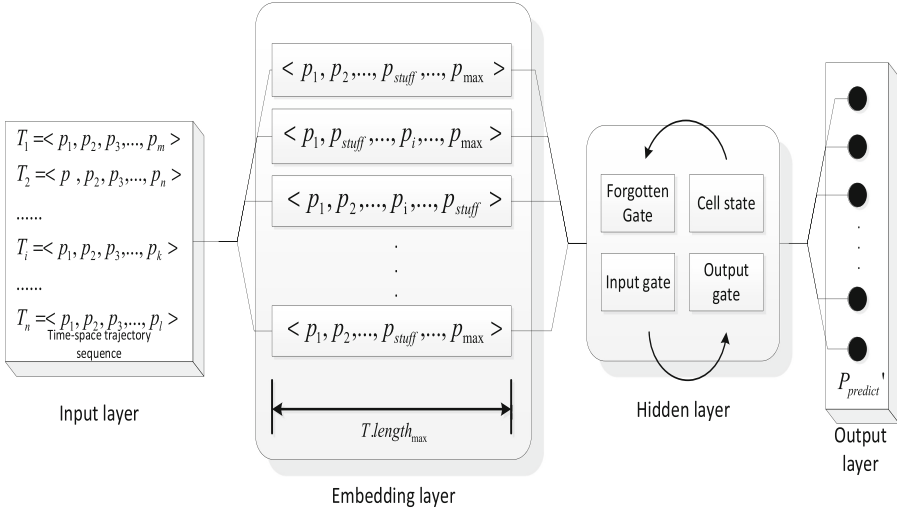 T1 =< p1, p2, p3,..., pm >
T2 =< p , p2, p3,..., pn >
......
Ti =< p1, p2, p3,..., pk >
......
Tn =< p1, p2, p3,..., pl >
Time-space trajectory
sequence
Input layer
< p1, p2,..., pstuff,..., pmax >
< p1, pstuff,..., pi,..., pmax >
< p1, p2,..., pi,..., pstuff >
.
.
.
< p1, p2,..., pstuff,..., pmax >
T.lengthmax
Embedding layer
Forgotten
Gate
Cell state
Input gate
Output
gate
Hidden layer
.
.
.
Ppredict'
Output
layer